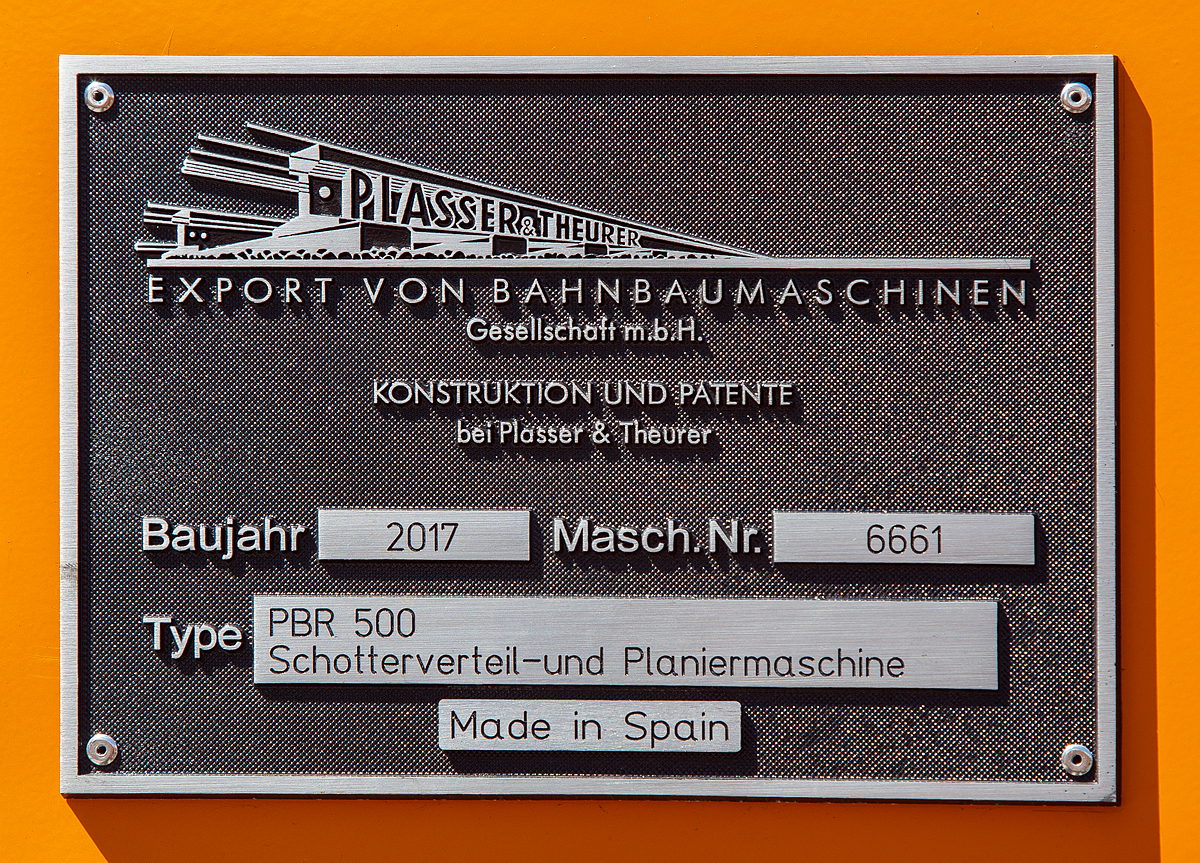 PLASSER & THEURER
EXPORT VON BAHNBAUMASCHINEN
Gesellschaft m.b.H.
KONSTRUKTION UND PATENTE
bei Plasser & Theurer
Baujahr 2017 Masch.Nr. 6661
Type PBR 500
Schotterverteil-und Planiermaschine
Made in Spain